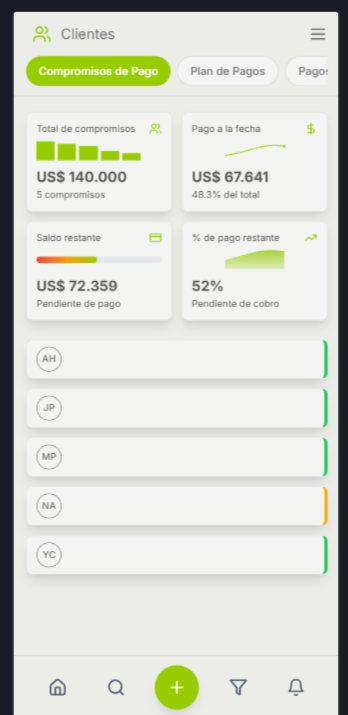 Clientes
Compromisos de Pago
Plan de Pagos
Pagos
Total de compromisos
US$ 140.000
5 compromisos
Pago a la fecha
$
US$ 67.641
48.3% del total
Saldo restante
US$ 72.359
Pendiente de pago
% de pago restante
52%
Pendiente de cobro
AH
JP
MP
NA
YC